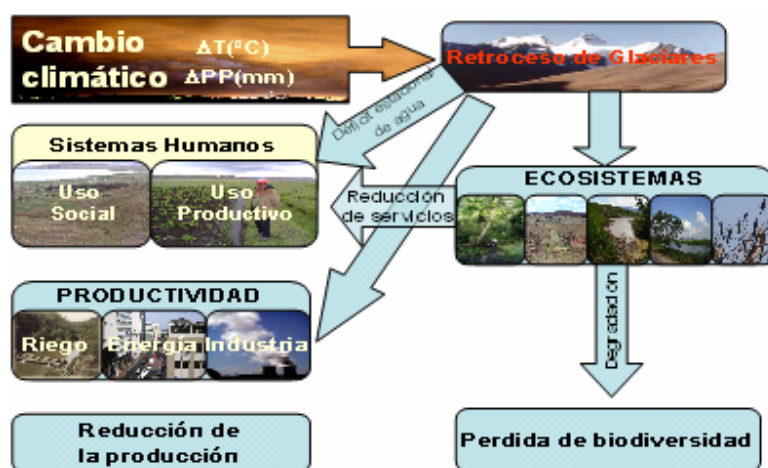 Cambio
climático
ΔT(ºC)
ΔPP(mm)
Retroceso de Glaciares
Déficit estacional
de agua
Sistemas Humanos
Uso
Social
Uso
Productivo
Reducción
de servicios
ECOSISTEMAS
PRODUCTIVIDAD
Riego
Energía
Industria
Degradación
Reducción de
la producción
Perdida de biodiversidad